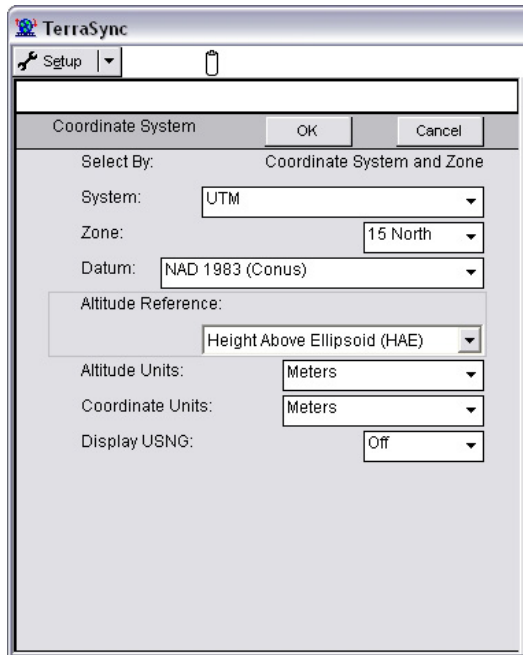 TerraSync
Setup
Coordinate System OK Cancel
Select By: Coordinate System and Zone
System: UTM
Zone: 15 North
Datum: NAD 1983 (Conus)
Altitude Reference:
Height Above Ellipsoid (HAE)
Altitude Units: Meters
Coordinate Units: Meters
Display USNG: Off